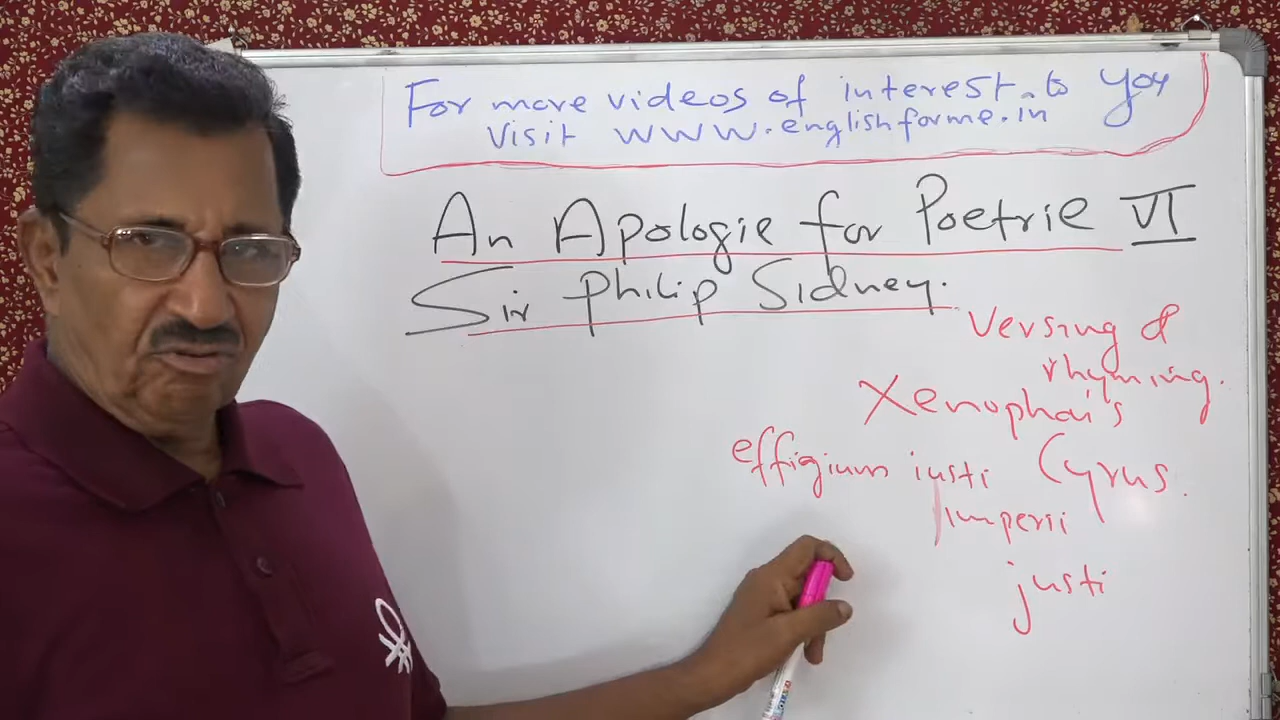 For more videos of interest to you
visit www.englishforme.in
An Apologie for Poetrie VI
Sir Philip Sidney.
Versing &
rhyming.
Xenophon's
effigium iusti Cyrus.
Imperii
justi